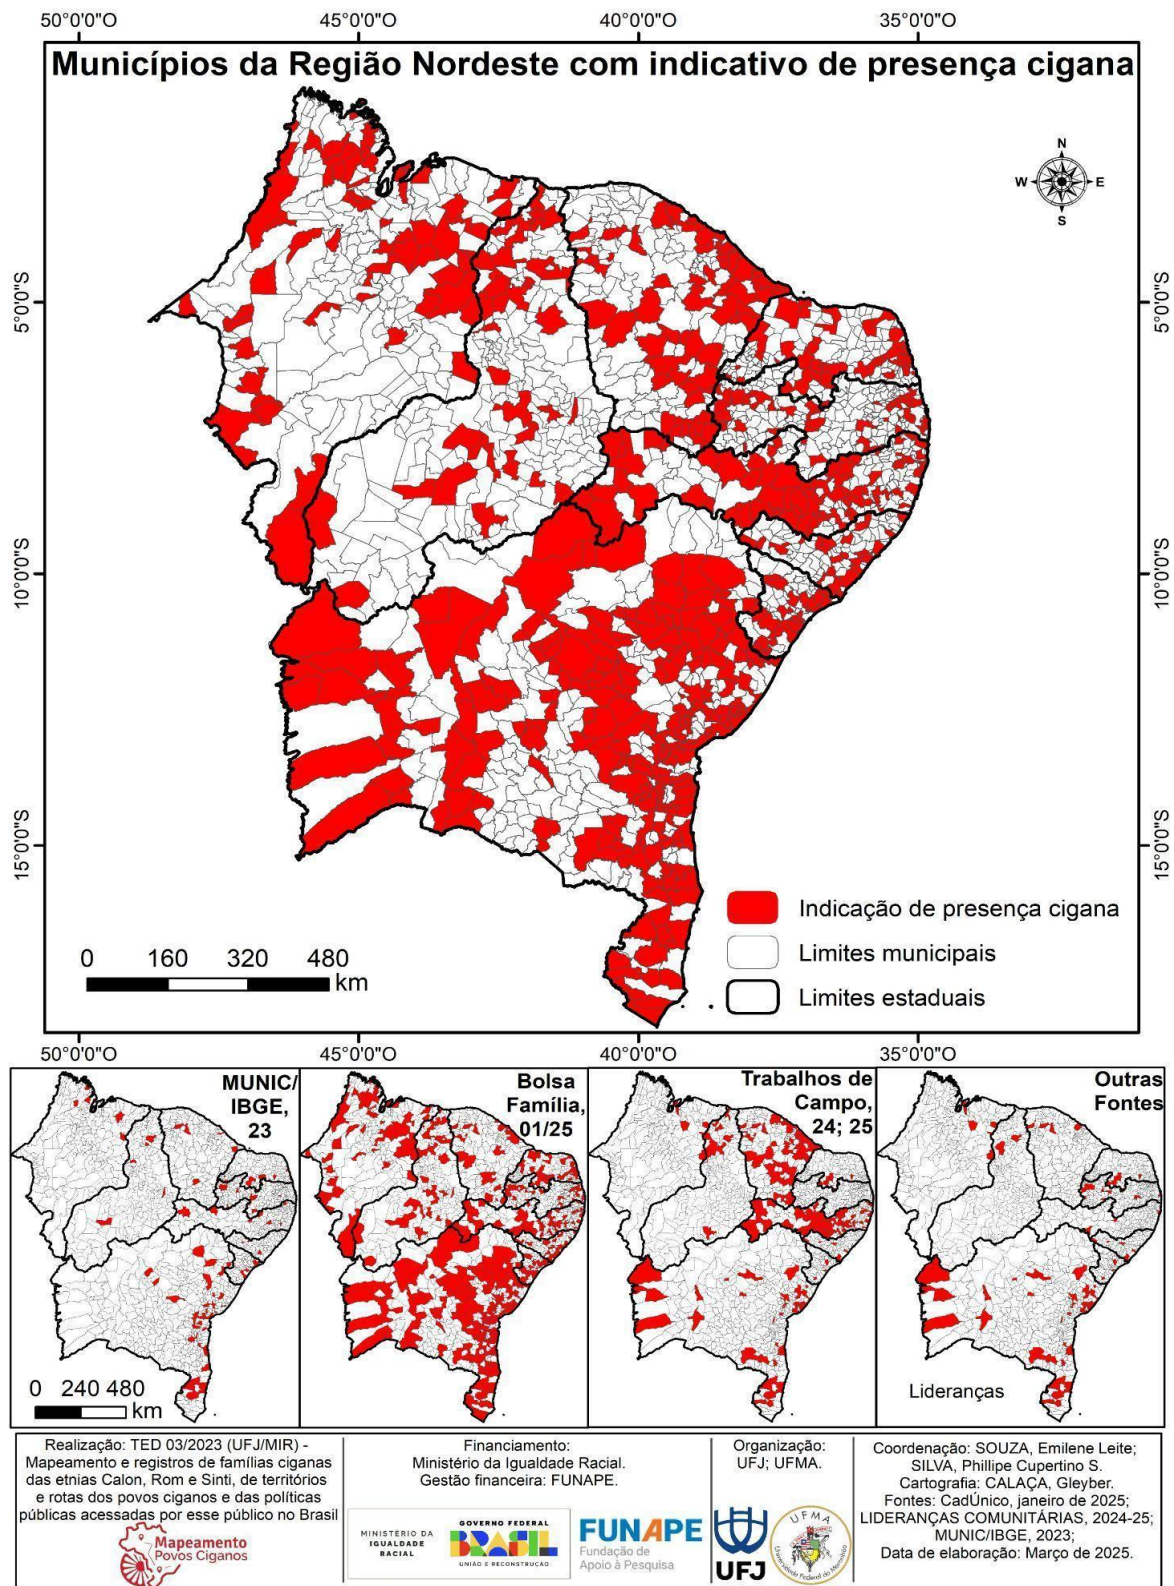 50°0'0"O 45°0'0"O 40°0'0"O 35°0'0"O
Municípios da Região Nordeste com indicativo de presença cigana
N
W E
S
5°0'0"S 5°0'0"S
10°0'0"S 10°0'0"S
15°0'0"S 15°0'0"S
Indicação de presença cigana
Limites municipais
Limites estaduais
0 160 320 480
km
50°0'0"O 45°0'0"O 40°0'0"O 35°0'0"O
MUNIC/
IBGE,
23
0 240 480
km
Bolsa
Família,
01/25
Trabalhos de
Campo,
24; 25
Outras
Fontes
Lideranças
Realização: TED 03/2023 (UFJ/MIR) -
Mapeamento e registros de famílias ciganas
das etnias Calon, Rom e Sinti, de territórios
e rotas dos povos ciganos e das políticas
públicas acessadas por esse público no Brasil
Mapeamento
Povos Ciganos
Financiamento:
Ministério da Igualdade Racial.
Gestão financeira: FUNAPE.
MINISTÉRIO DA
IGUALDADE
RACIAL
GOVERNO FEDERAL
BRASIL
UNIÃO E RECONSTRUÇÃO
FUNAPE
Fundação de
Apoio à Pesquisa
Organização:
UFJ; UFMA.
UFJ
UFMA
Universidade Federal do Maranhão
Coordenação: SOUZA, Emilene Leite;
SILVA, Phillipe Cupertino S.
Cartografia: CALAÇA, Gleyber.
Fontes: CadÚnico, janeiro de 2025;
LIDERANÇAS COMUNITÁRIAS, 2024-25;
MUNIC/IBGE, 2023;
Data de elaboração: Março de 2025.